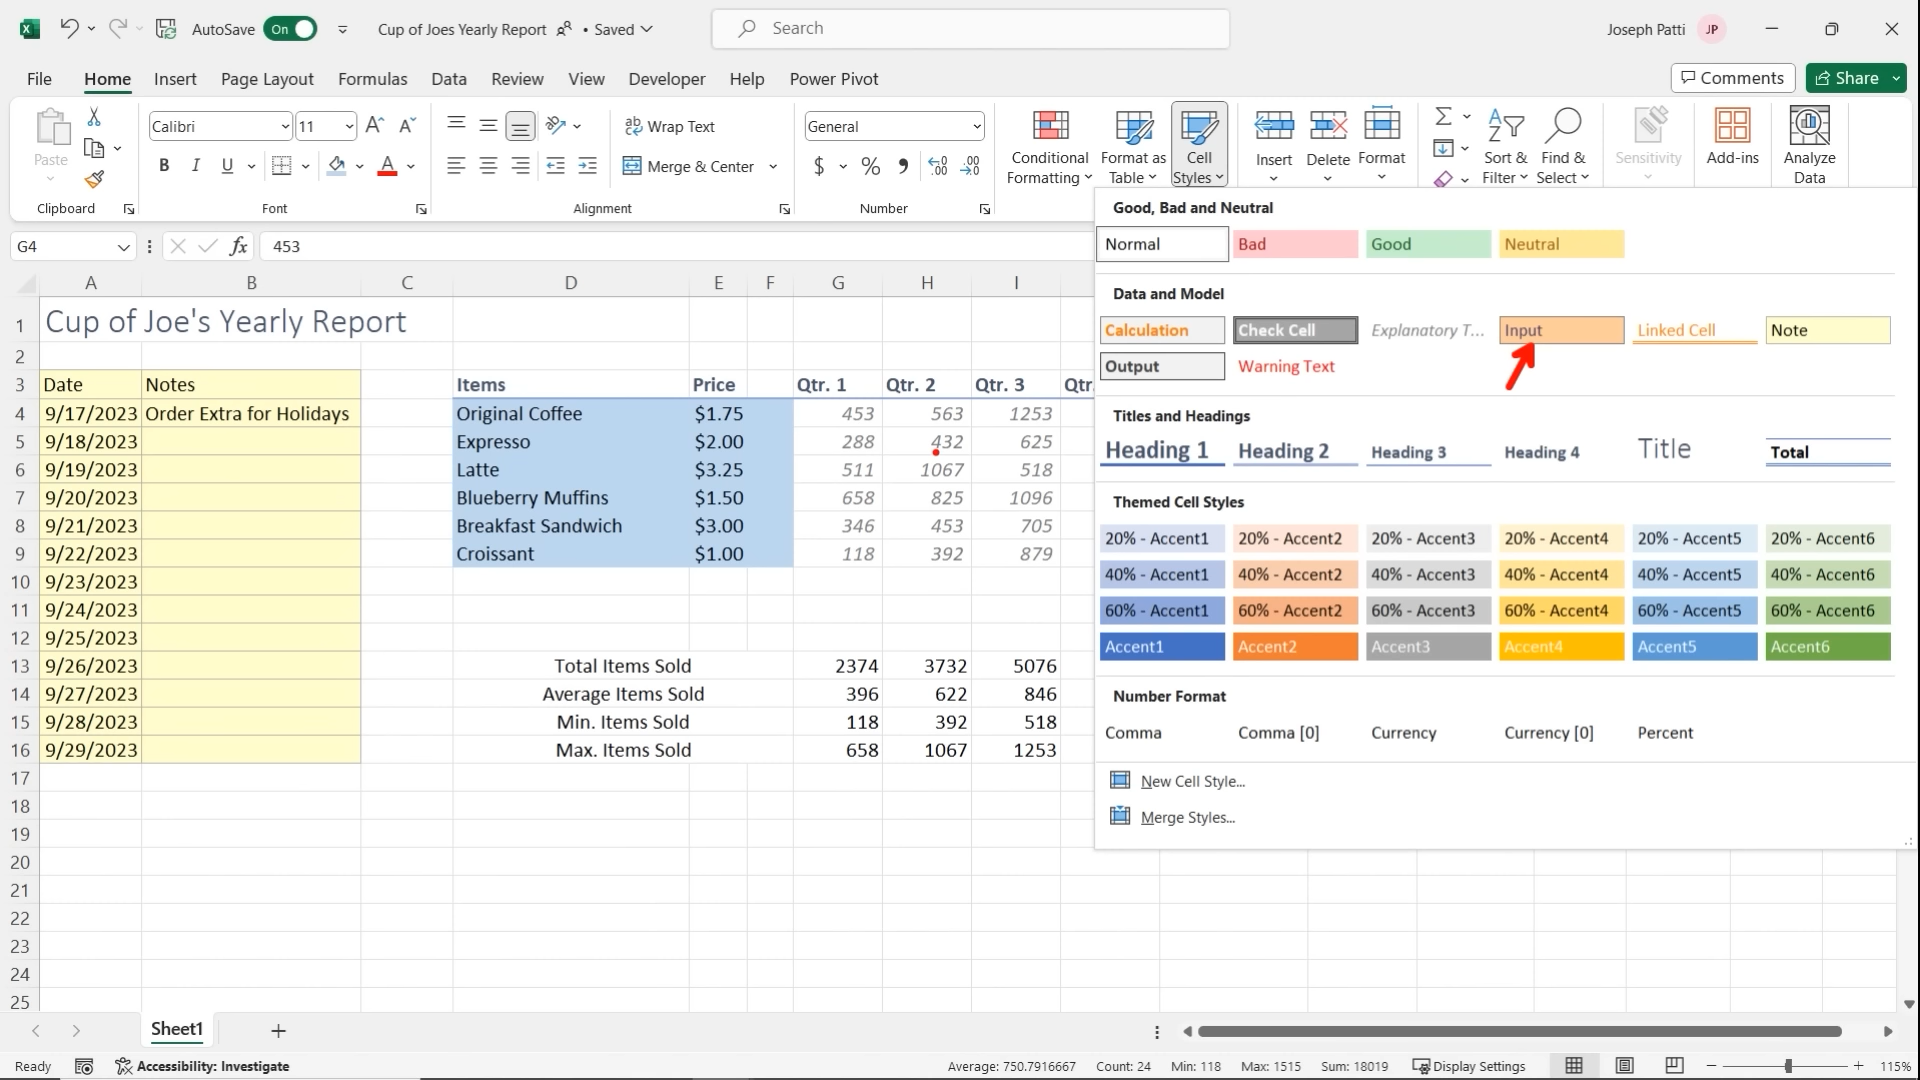 AutoSave On Cup of Joes Yearly Report • Saved Search Joseph Patti JP
File Home Insert Page Layout Formulas Data Review View Developer Help Power Pivot Comments Share
Paste Calibri 11 Wrap Text General Conditional Formatting Format as Table Cell Styles Insert Delete Format Sort & Filter Find & Select Sensitivity Add-ins Analyze Data
B I U A Merge & Center $ % 9
Clipboard Font Alignment Number
G4 fx 453
A B C D E F G H I
1 Cup of Joe's Yearly Report
2
3 Date Notes Items Price Qtr. 1 Qtr. 2 Qtr. 3 Qtr.
4 9/17/2023 Order Extra for Holidays Original Coffee $1.75 453 563 1253
5 9/18/2023 Expresso $2.00 288 432 625
6 9/19/2023 Latte $3.25 511 1067 518
7 9/20/2023 Blueberry Muffins $1.50 658 825 1096
8 9/21/2023 Breakfast Sandwich $3.00 346 453 705
9 9/22/2023 Croissant $1.00 118 392 879
10 9/23/2023
11 9/24/2023
12 9/25/2023
13 9/26/2023 Total Items Sold 2374 3732 5076
14 9/27/2023 Average Items Sold 396 622 846
15 9/28/2023 Min. Items Sold 118 392 518
16 9/29/2023 Max. Items Sold 658 1067 1253
17
18
19
20
21
22
23
24
25
Good, Bad and Neutral
Normal Bad Good Neutral
Data and Model
Calculation Check Cell Explanatory T... Input Linked Cell Note
Output Warning Text
Titles and Headings
Heading 1 Heading 2 Heading 3 Heading 4 Title Total
Themed Cell Styles
20% - Accent1 20% - Accent2 20% - Accent3 20% - Accent4 20% - Accent5 20% - Accent6
40% - Accent1 40% - Accent2 40% - Accent3 40% - Accent4 40% - Accent5 40% - Accent6
60% - Accent1 60% - Accent2 60% - Accent3 60% - Accent4 60% - Accent5 60% - Accent6
Accent1 Accent2 Accent3 Accent4 Accent5 Accent6
Number Format
Comma Comma [0] Currency Currency [0] Percent
New Cell Style...
Merge Styles...
Sheet1
Ready Accessibility: Investigate Average: 750.7916667 Count: 24 Min: 118 Max: 1515 Sum: 18019 Display Settings 115%